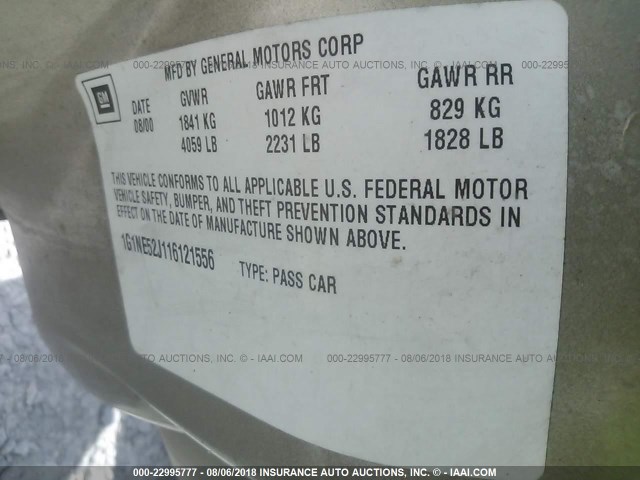 MFD BY GENERAL MOTORS CORP
GM
DATE GVWR GAWR FRT GAWR RR
08/00 1841 KG 1012 KG 829 KG
4059 LB 2231 LB 1828 LB
THIS VEHICLE CONFORMS TO ALL APPLICABLE U.S. FEDERAL MOTOR
VEHICLE SAFETY, BUMPER, AND THEFT PREVENTION STANDARDS IN
EFFECT ON THE DATE OF MANUFACTURE SHOWN ABOVE.
1G1NE52J116121556 TYPE: PASS CAR
000-22995777 - 08/06/2018 INSURANCE AUTO AUCTIONS, INC. - © IAAI.COM